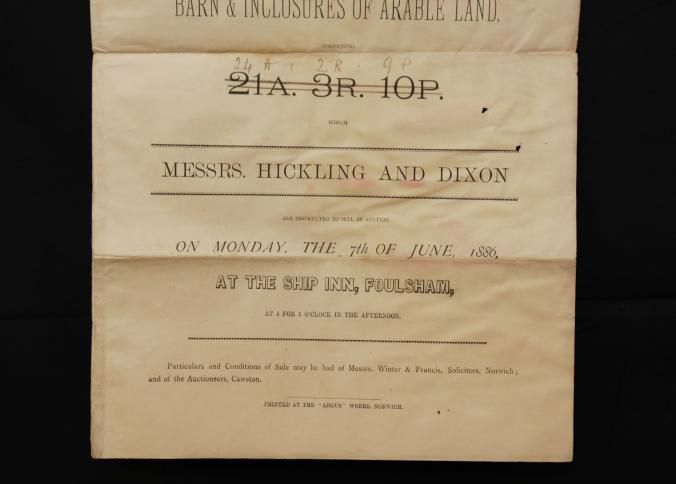 BARN & INCLOSURES OF ARABLE LAND,
COMPRISING
24 A : 2R . 9P
21A. 3R. 10P.
WHICH
MESSRS. HICKLING AND DIXON
ARE INSTRUCTED TO SELL BY AUCTION,
ON MONDAY, THE 7th OF JUNE, 1886,
AT THE SHIP INN, FOULSHAM,
AT 4 FOR 5 O'CLOCK IN THE AFTERNOON.
Particulars and Conditions of Sale may be had of Messrs. Winter & Francis, Solicitors, Norwich;
and of the Auctioneers, Cawston.
PRINTED AT THE "ARGUS" WORKS, NORWICH.